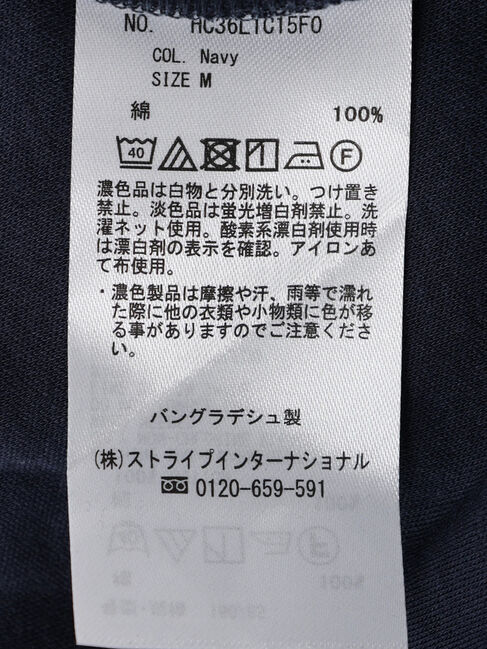 NO. HC36L1C15F0
COL. Navy
SIZE M
綿 100%
40 F
濃色品は白物と分別洗い。つけ置き
禁止。淡色品は蛍光増白剤禁止。洗
濯ネット使用。酸素系漂白剤使用時
は漂白剤の表示を確認。アイロンあ
て布使用。
・濃色製品は摩擦や汗、雨等で濡れ
た際に他の衣類や小物類に色が移
る事がありますのでご注意くださ
い。
バングラデシュ製
(株)ストライプインターナショナル
0120-659-591